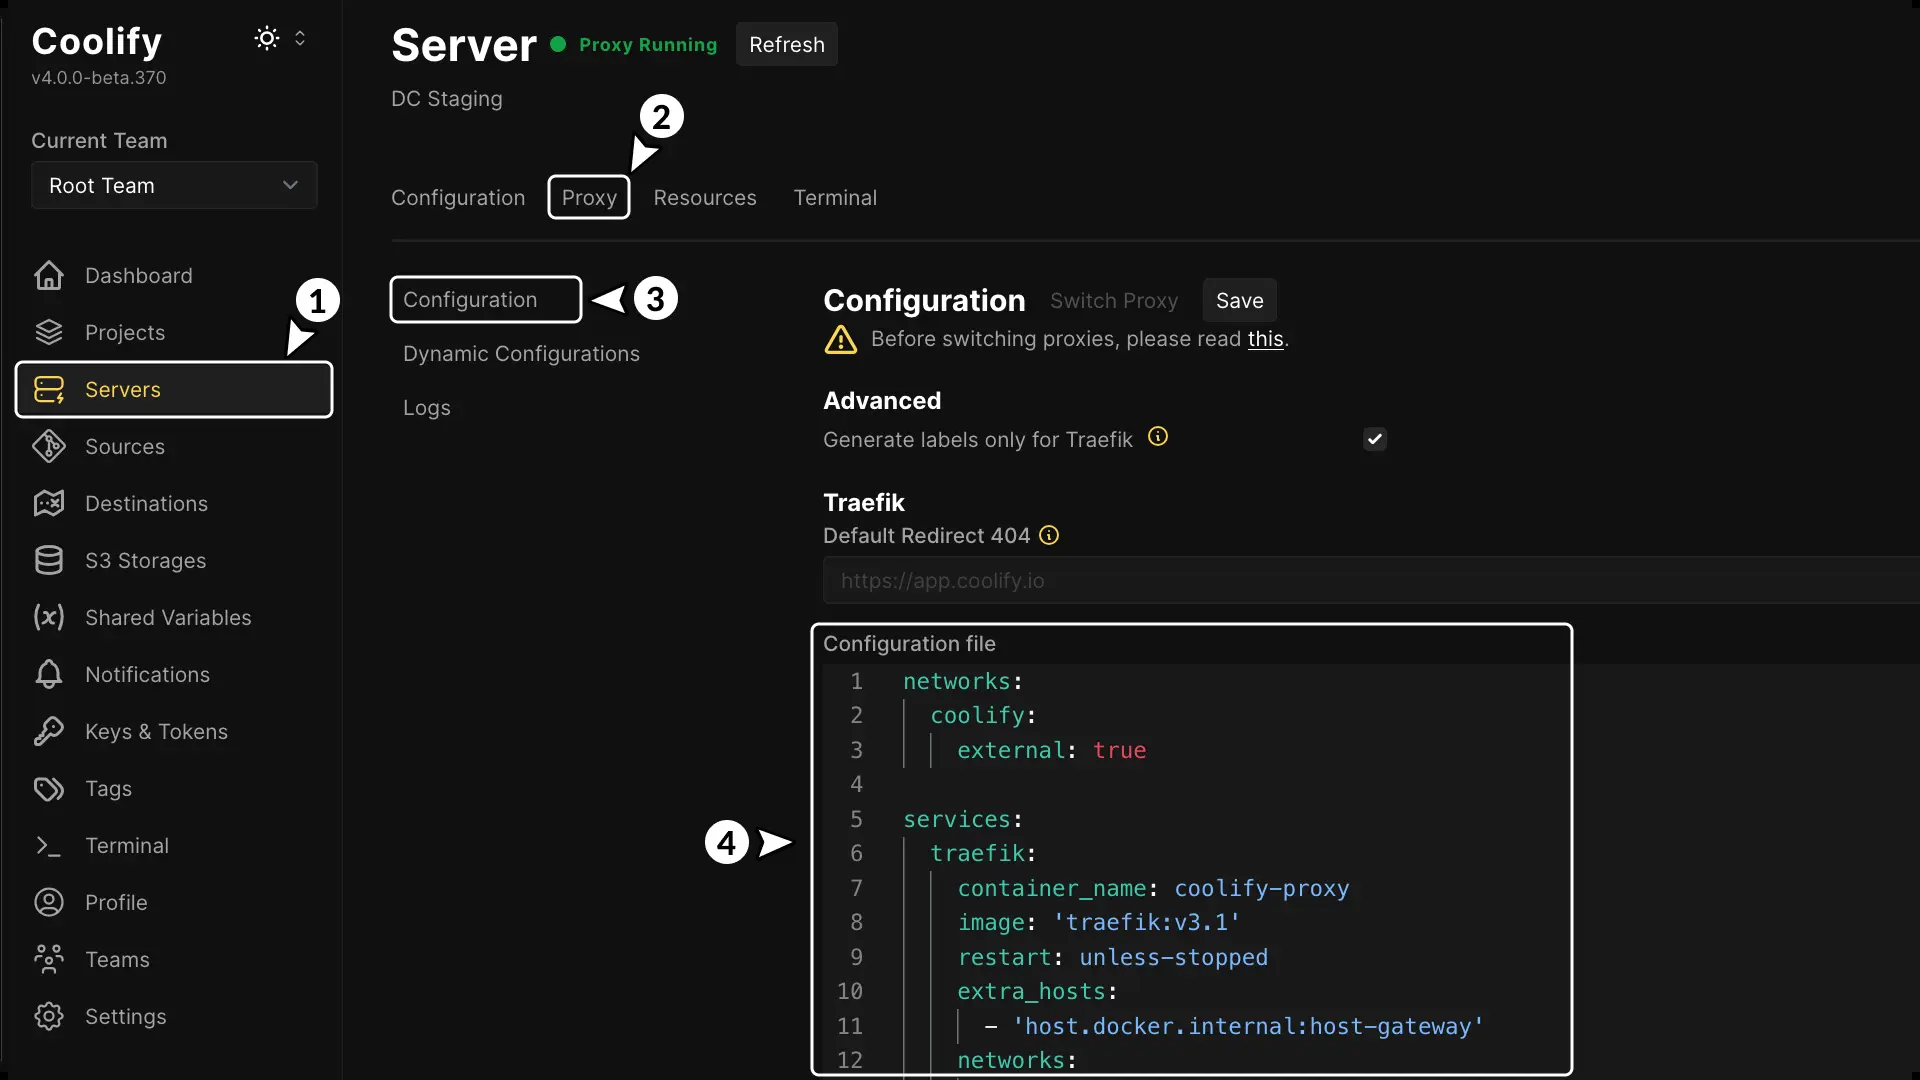 Coolify
v4.0.0-beta.370
Current Team
Root Team
Dashboard
1
Projects
Servers
Sources
Destinations
S3 Storages
Shared Variables
Notifications
Keys & Tokens
Tags
Terminal
Profile
Teams
Settings
Server Proxy Running Refresh
DC Staging
2
Configuration Proxy Resources Terminal
Configuration 3
Dynamic Configurations
Logs
Configuration Switch Proxy Save
Before switching proxies, please read this.
Advanced
Generate labels only for Traefik
Traefik
Default Redirect 404
https://app.coolify.io
4
Configuration file
1 networks:
2 coolify:
3 external: true
4
5 services:
6 traefik:
7 container_name: coolify-proxy
8 image: 'traefik:v3.1'
9 restart: unless-stopped
10 extra_hosts:
11 - 'host.docker.internal:host-gateway'
12 networks: